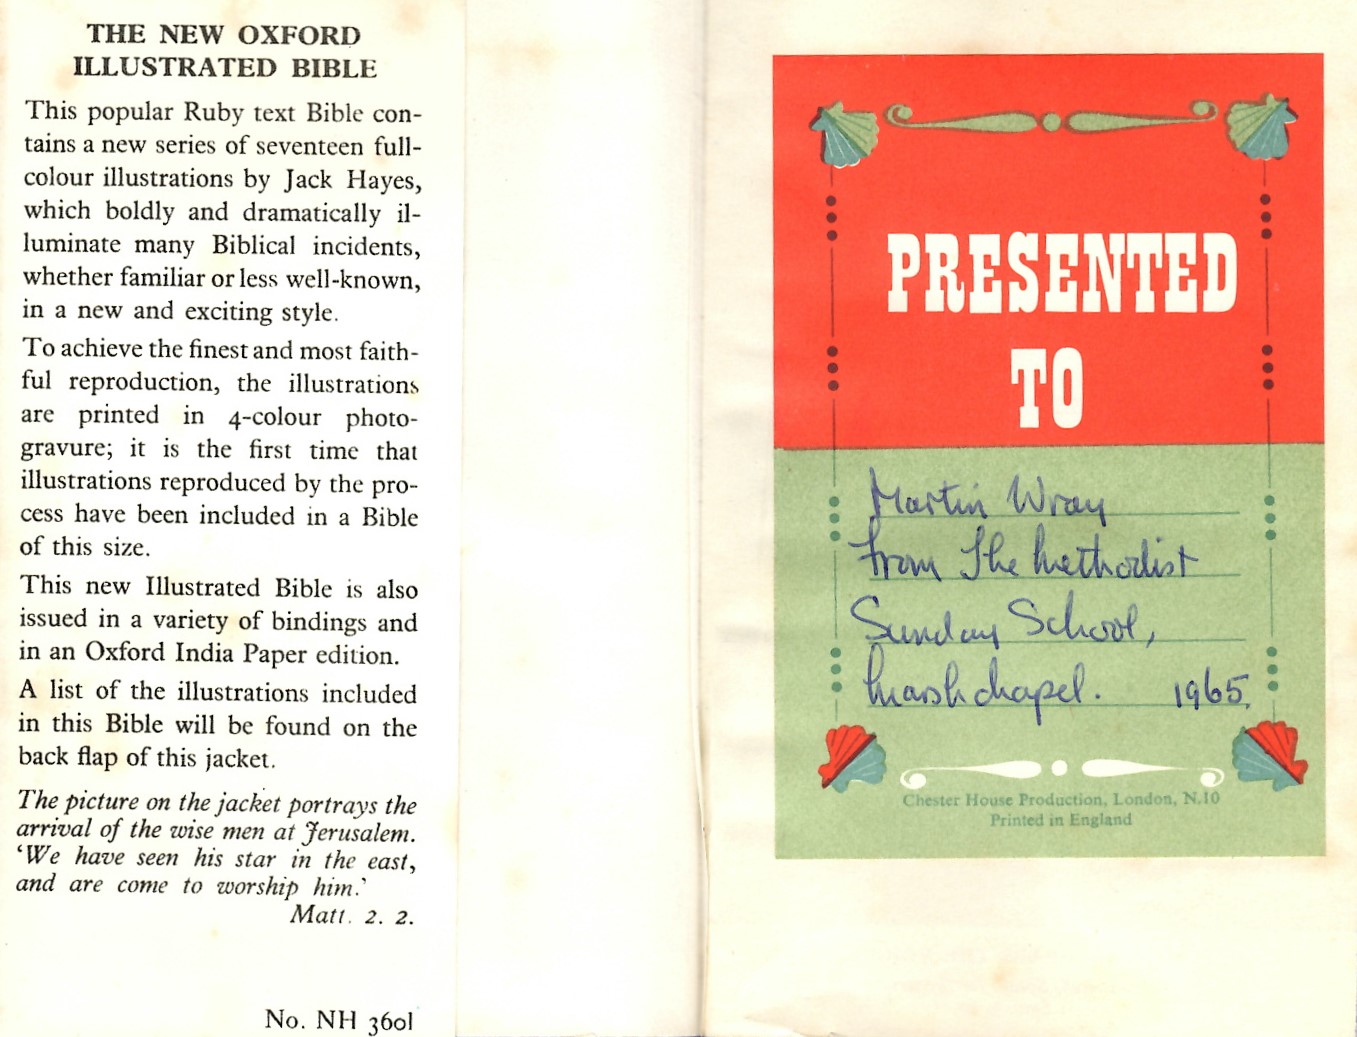 THE NEW OXFORD
ILLUSTRATED BIBLE
This popular Ruby text Bible con-
tains a new series of seventeen full-
colour illustrations by Jack Hayes,
which boldly and dramatically il-
luminate many Biblical incidents,
whether familiar or less well-known,
in a new and exciting style.
To achieve the finest and most faith-
ful reproduction, the illustrations
are printed in 4-colour photo-
gravure; it is the first time that
illustrations reproduced by the pro-
cess have been included in a Bible
of this size.
This new Illustrated Bible is also
issued in a variety of bindings and
in an Oxford India Paper edition.
A list of the illustrations included
in this Bible will be found on the
back flap of this jacket.
The picture on the jacket portrays the
arrival of the wise men at Jerusalem.
‘We have seen his star in the east,
and are come to worship him.’
Matt. 2. 2.
No. NH 3601
PRESENTED
TO
Martin Wray
from The Methodist
Sunday School,
Marshchapel. 1965.
Chester House Production, London, N.10
Printed in England